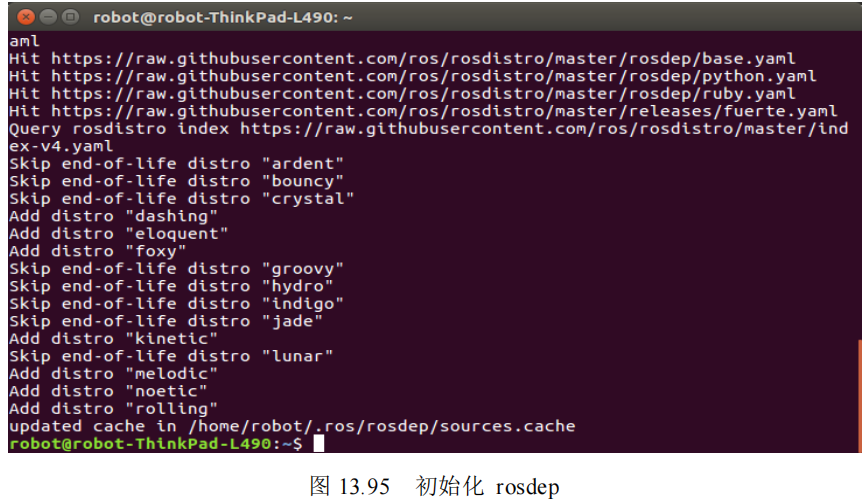 robot@robot-ThinkPad-L490: ~
aml
Hit https://raw.githubusercontent.com/ros/rosdistro/master/rosdep/base.yaml
Hit https://raw.githubusercontent.com/ros/rosdistro/master/rosdep/python.yaml
Hit https://raw.githubusercontent.com/ros/rosdistro/master/rosdep/ruby.yaml
Hit https://raw.githubusercontent.com/ros/rosdistro/master/releases/fuerte.yaml
Query rosdistro index https://raw.githubusercontent.com/ros/rosdistro/master/ind
ex-v4.yaml
Skip end-of-life distro "ardent"
Skip end-of-life distro "bouncy"
Skip end-of-life distro "crystal"
Add distro "dashing"
Add distro "eloquent"
Add distro "foxy"
Skip end-of-life distro "groovy"
Skip end-of-life distro "hydro"
Skip end-of-life distro "indigo"
Skip end-of-life distro "jade"
Add distro "kinetic"
Skip end-of-life distro "lunar"
Add distro "melodic"
Add distro "noetic"
Add distro "rolling"
updated cache in /home/robot/.ros/rosdep/sources.cache
robot@robot-ThinkPad-L490:~$
图 13.95 初始化 rosdep